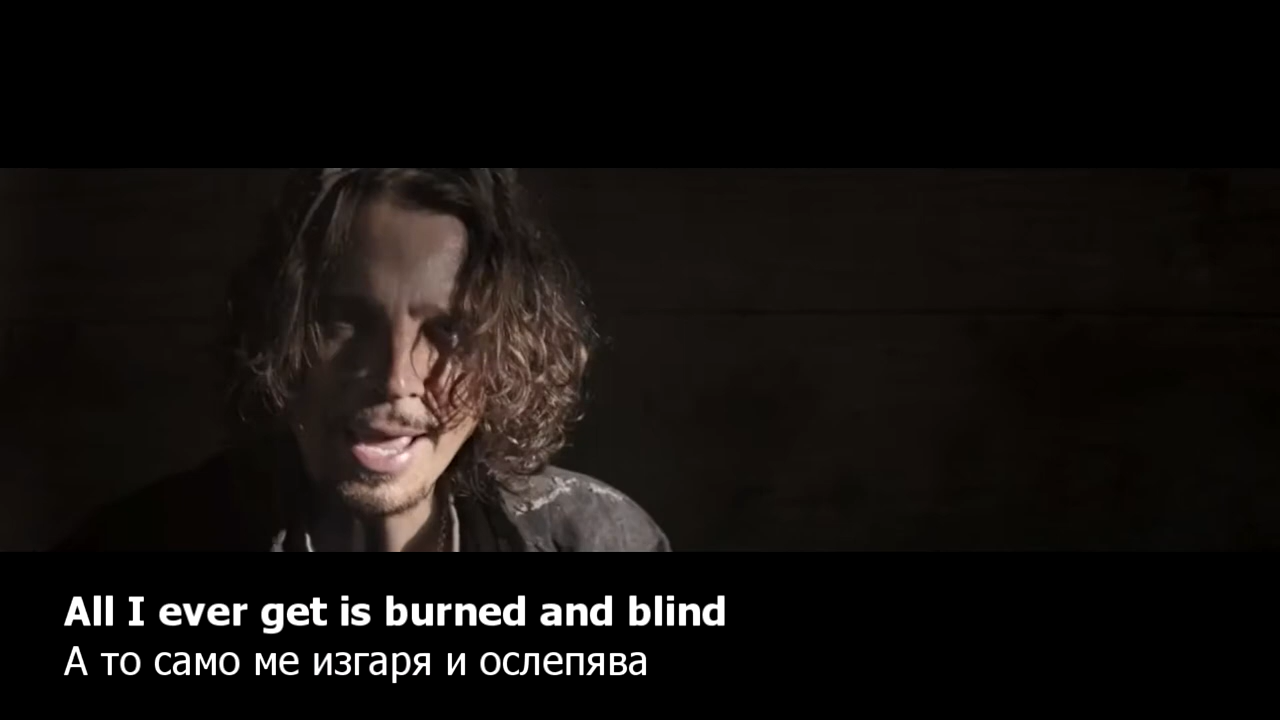 All I ever get is burned and blind
А то само ме изгаря и ослепява